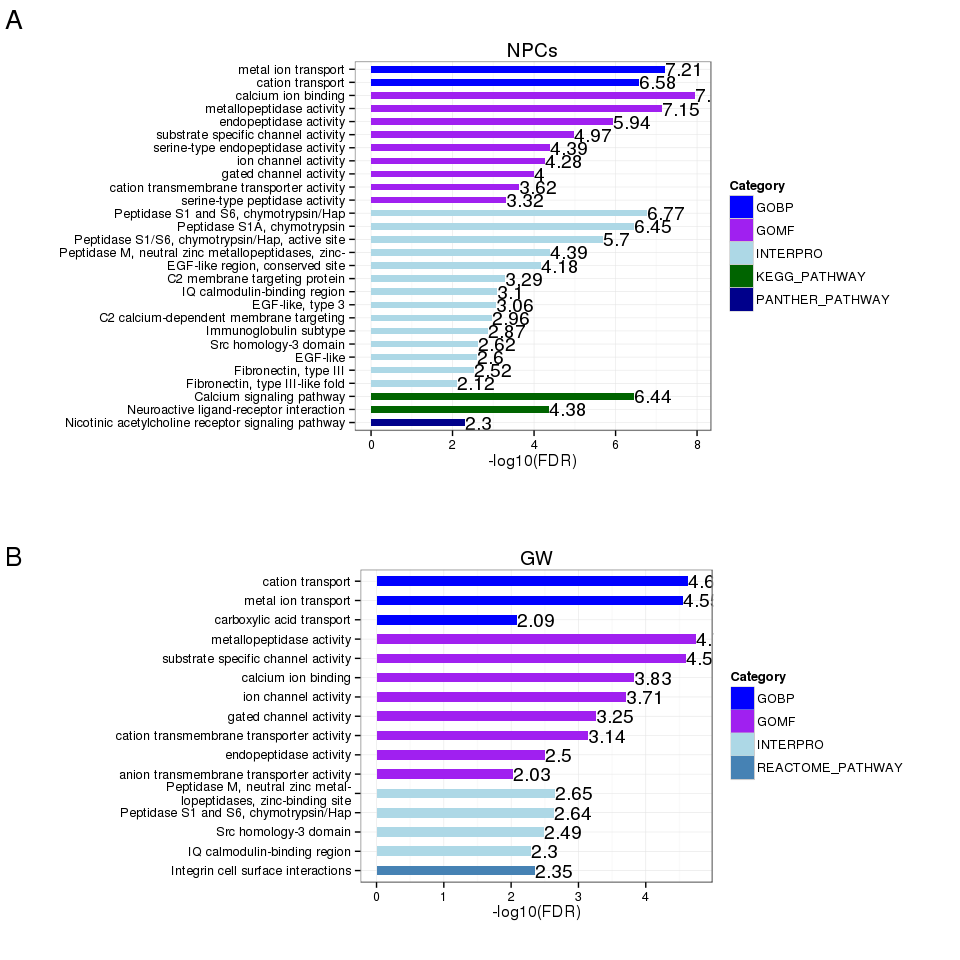 A
NPCs
metal ion transport 7.21
cation transport 6.58
calcium ion binding 7.
metallopeptidase activity 7.15
endopeptidase activity 5.94
substrate specific channel activity 4.97
serine-type endopeptidase activity 4.39
ion channel activity 4.28
gated channel activity 4
cation transmembrane transporter activity 3.62
serine-type peptidase activity 3.32
Peptidase S1 and S6, chymotrypsin/Hap 6.77
Peptidase S1A, chymotrypsin 6.45
Peptidase S1/S6, chymotrypsin/Hap, active site 5.7
Peptidase M, neutral zinc metallopeptidases, zinc- 4.39
EGF-like region, conserved site 4.18
C2 membrane targeting protein 3.29
IQ calmodulin-binding region 3.1
EGF-like, type 3 3.06
C2 calcium-dependent membrane targeting 2.96
Immunoglobulin subtype 2.87
Src homology-3 domain 2.62
EGF-like 2.6
Fibronectin, type III 2.52
Fibronectin, type III-like fold 2.12
Calcium signaling pathway 6.44
Neuroactive ligand-receptor interaction 4.38
Nicotinic acetylcholine receptor signaling pathway 2.3
0 2 4 6 8
-log10(FDR)
Category
GOBP
GOMF
INTERPRO
KEGG_PATHWAY
PANTHER_PATHWAY
B
GW
cation transport 4.6
metal ion transport 4.5
carboxylic acid transport 2.09
metallopeptidase activity 4.
substrate specific channel activity 4.5
calcium ion binding 3.83
ion channel activity 3.71
gated channel activity 3.25
cation transmembrane transporter activity 3.14
endopeptidase activity 2.5
anion transmembrane transporter activity 2.03
Peptidase M, neutral zinc metal-
lopeptidases, zinc-binding site 2.65
Peptidase S1 and S6, chymotrypsin/Hap 2.64
Src homology-3 domain 2.49
IQ calmodulin-binding region 2.3
Integrin cell surface interactions 2.35
0 1 2 3 4
-log10(FDR)
Category
GOBP
GOMF
INTERPRO
REACTOME_PATHWAY